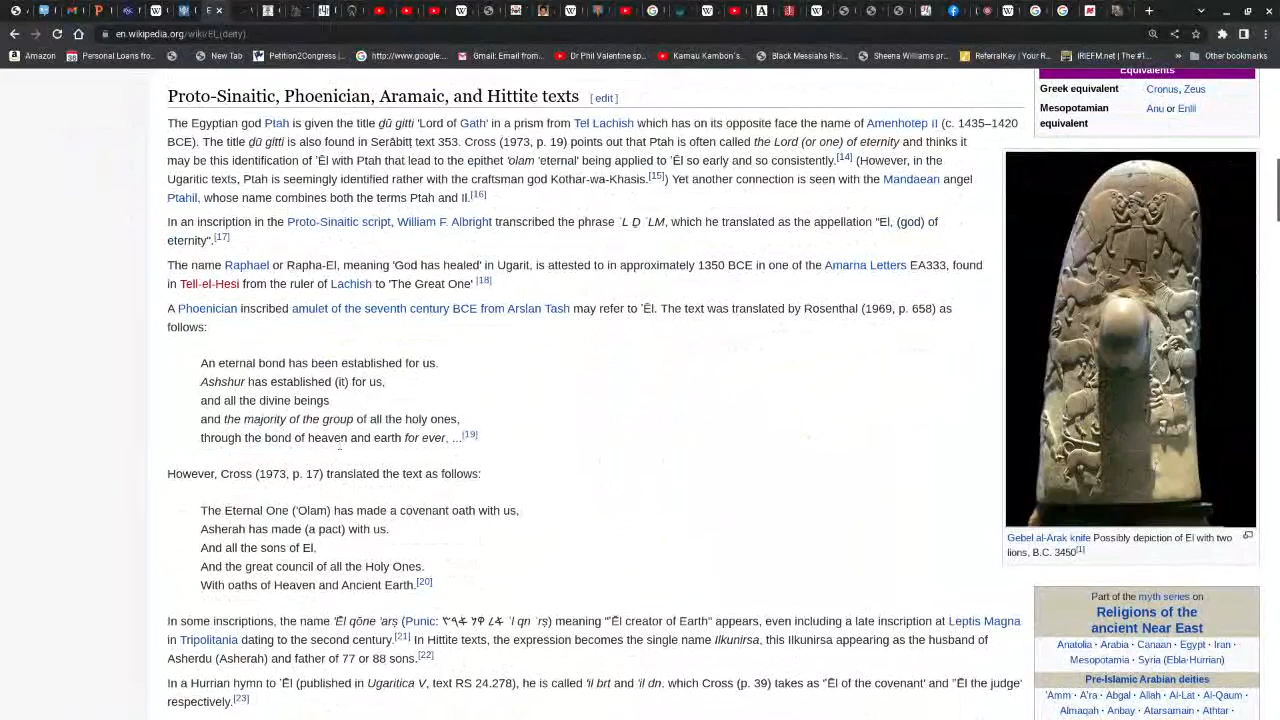 E
en.wikipedia.org/wiki/El_(deity)
Amazon Personal Loans fro... New Tab Petition2Congress |... http://www.google.... Gmail: Email from... Dr Phil Valentine sp... Kamau Kambon's... Black Messiahs Risi... Sheena Williams pr... ReferralKey | Your R... IRIEFM.net | The #1... » Other bookmarks
Proto-Sinaitic, Phoenician, Aramaic, and Hittite texts [ edit ]
The Egyptian god Ptah is given the title ḏū gitti 'Lord of Gath' in a prism from Tel Lachish which has on its opposite face the name of Amenhotep II (c. 1435–1420
BCE). The title ḏū gitti is also found in Serābitṭ text 353. Cross (1973, p. 19) points out that Ptah is often called the Lord (or one) of eternity and thinks it
may be this identification of ʼĒl with Ptah that lead to the epithet 'olam 'eternal' being applied to ʼĒl so early and so consistently.[14] (However, in the
Ugaritic texts, Ptah is seemingly identified rather with the craftsman god Kothar-wa-Khasis.[15]) Yet another connection is seen with the Mandaean angel
Ptahil, whose name combines both the terms Ptah and Il.[16]
In an inscription in the Proto-Sinaitic script, William F. Albright transcribed the phrase ʼL Ḏ ʻLM, which he translated as the appellation "El, (god) of
eternity".[17]
The name Raphael or Rapha-El, meaning 'God has healed' in Ugarit, is attested to in approximately 1350 BCE in one of the Amarna Letters EA333, found
in Tell-el-Hesi from the ruler of Lachish to 'The Great One' [18]
A Phoenician inscribed amulet of the seventh century BCE from Arslan Tash may refer to ʼĒl. The text was translated by Rosenthal (1969, p. 658) as
follows:
An eternal bond has been established for us.
Ashshur has established (it) for us,
and all the divine beings
and the majority of the group of all the holy ones,
through the bond of heaven and earth for ever, ...[19]
However, Cross (1973, p. 17) translated the text as follows:
The Eternal One ('Olam) has made a covenant oath with us,
Asherah has made (a pact) with us.
And all the sons of El,
And the great council of all the Holy Ones.
With oaths of Heaven and Ancient Earth.[20]
In some inscriptions, the name 'Ēl qōne 'arṣ (Punic: meaning "ʼĒl creator of Earth" appears, even including a late inscription at Leptis Magna
in Tripolitania dating to the second century.[21] In Hittite texts, the expression becomes the single name Ilkunirsa, this Ilkunirsa appearing as the husband of
Asherdu (Asherah) and father of 77 or 88 sons.[22]
In a Hurrian hymn to ʼĒl (published in Ugaritica V, text RS 24.278), he is called 'il brt and 'il dn, which Cross (p. 39) takes as "ʼĒl of the covenant' and "ʼĒl the judge'
respectively.[23]
Equivalents
Greek equivalent Cronus, Zeus
Mesopotamian equivalent Anu or Enlil
Gebel al-Arak knife Possibly depiction of El with two
lions, B.C. 3450[1]
Part of the myth series on
Religions of the
ancient Near East
Anatolia · Arabia · Canaan · Egypt · Iran ·
Mesopotamia · Syria (Ebla·Hurrian)
Pre-Islamic Arabian deities
'Amm · A'ra · Abgal · Allah · Al-Lat · Al-Qaum ·
Almaqah · Anbay · Atarsamain · Athtar ·